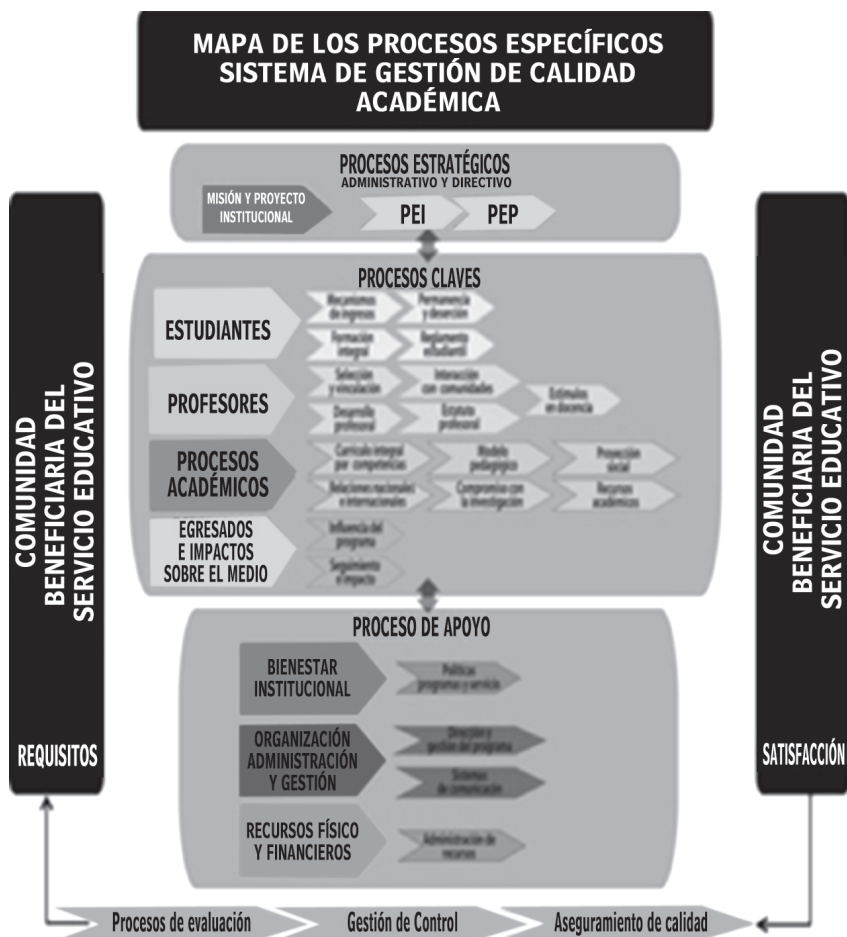 MAPA DE LOS PROCESOS ESPECÍFICOS
SISTEMA DE GESTIÓN DE CALIDAD
ACADÉMICA
PROCESOS ESTRATÉGICOS
ADMINISTRATIVO Y DIRECTIVO
MISIÓN Y PROYECTO
INSTITUCIONAL
PEI
PEP
COMUNIDAD
BENEFICIARIA DEL
SERVICIO EDUCATIVO
REQUISITOS
PROCESOS CLAVES
ESTUDIANTES
Mecanismos
de ingresos
Permanencia
y deserción
Formación
integral
Reglamento
estudiantil
PROFESORES
Selección
y vinculación
Interacción
con comunidades
Estímulos
en docencia
Desarrollo
profesoral
Estatuto
profesoral
PROCESOS
ACADÉMICOS
Currículo integral
por competencias
Modelo
pedagógico
Proyección
social
Relaciones nacionales
e internacionales
Compromiso con
la investigación
Recursos
académicos
EGRESADOS
E IMPACTOS
SOBRE EL MEDIO
Influencia del
programa
Seguimiento
e impacto
PROCESO DE APOYO
BIENESTAR
INSTITUCIONAL
Políticas
programas y servicio
ORGANIZACIÓN
ADMINISTRACIÓN
Y GESTIÓN
Dirección y
gestión del programa
Sistemas
de comunicación
RECURSOS FÍSICO
Y FINANCIEROS
Administración de
recursos
COMUNIDAD
BENEFICIARIA DEL
SERVICIO EDUCATIVO
SATISFACCIÓN
Procesos de evaluación
Gestión de Control
Aseguramiento de calidad